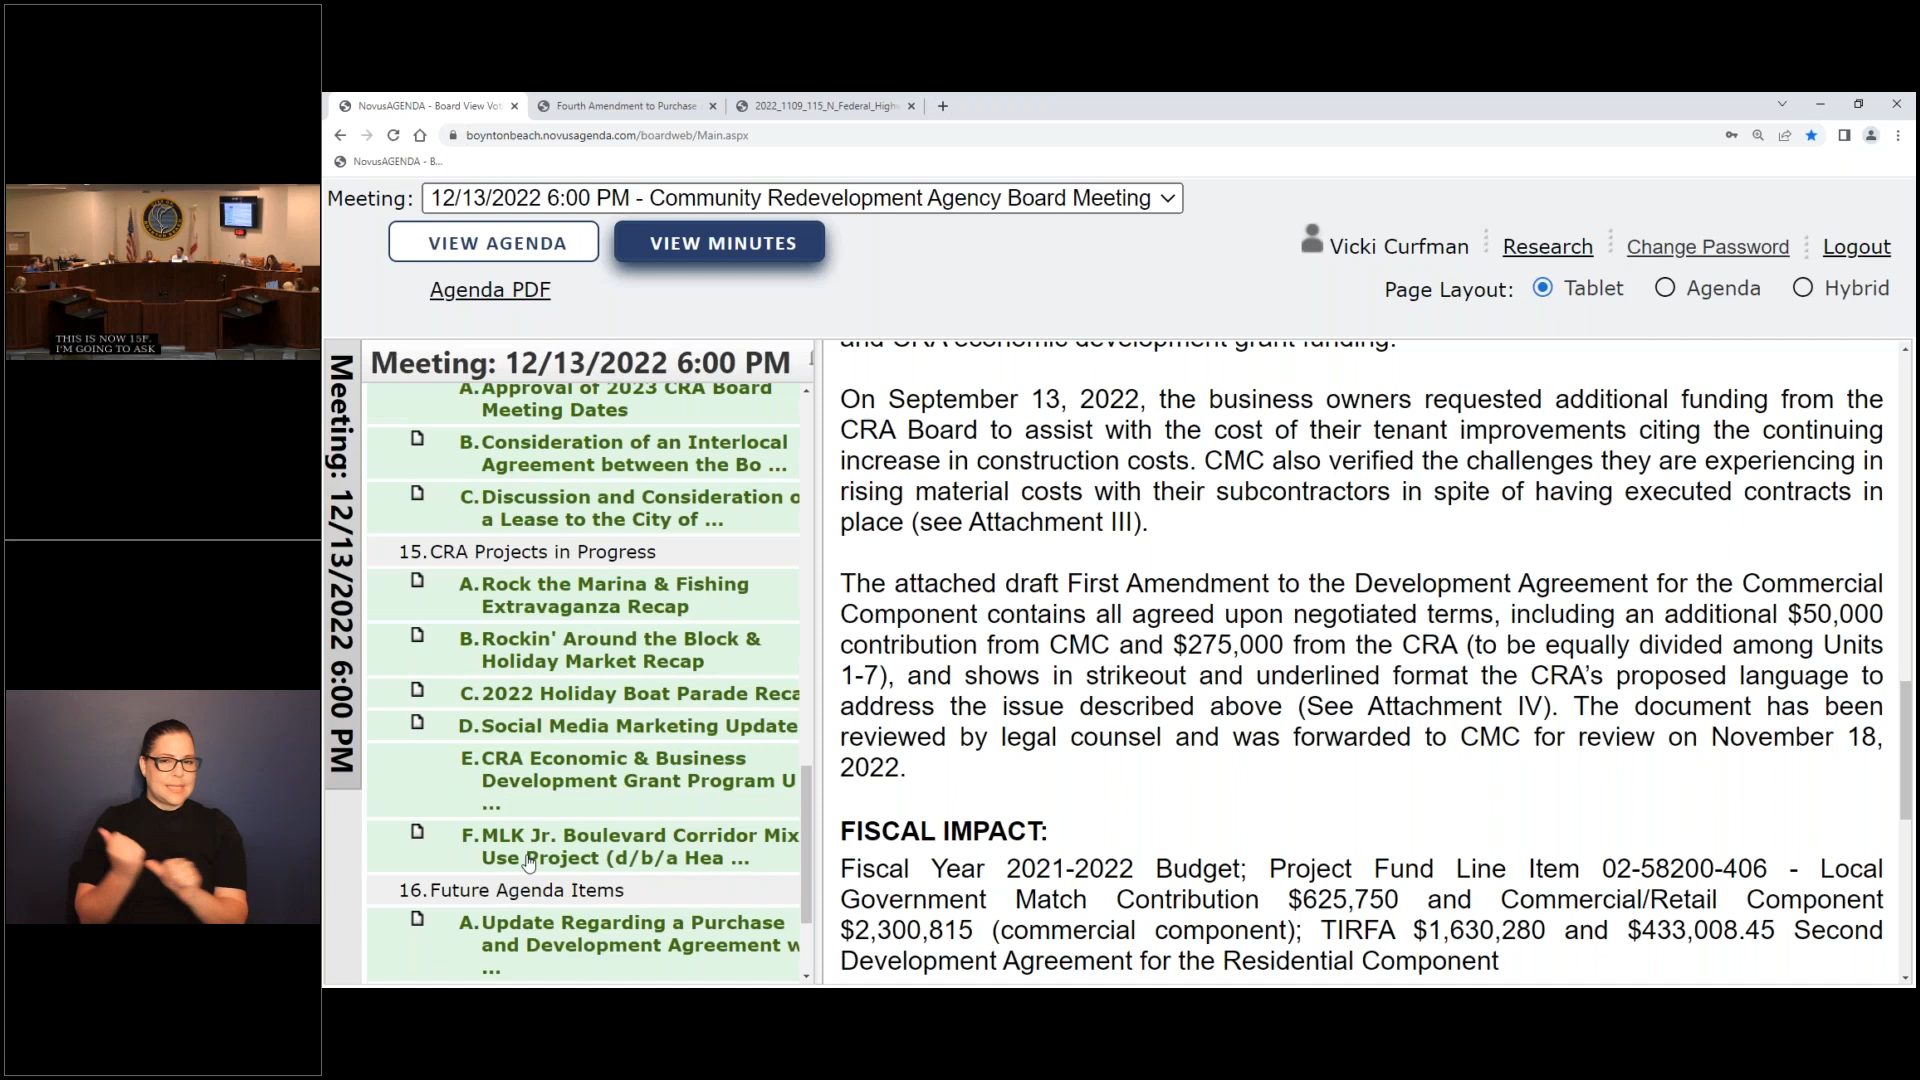 THIS IS NOW 15F.
I'M GOING TO ASK
NovusAGENDA - Board View Vot
Fourth Amendment to Purchase
2022_1109_115_N_Federal_High
boyntonbeach.novusagenda.com/boardweb/Main.aspx
NovusAGENDA - B...
Meeting: 12/13/2022 6:00 PM - Community Redevelopment Agency Board Meeting
VIEW AGENDA VIEW MINUTES
Agenda PDF
Vicki Curfman Research Change Password Logout
Page Layout: Tablet Agenda Hybrid
Meeting: 12/13/2022 6:00 PM
Meeting: 12/13/2022 6:00 PM
A. Approval of 2023 CRA Board
Meeting Dates
B. Consideration of an Interlocal
Agreement between the Bo ...
C. Discussion and Consideration o
a Lease to the City of ...
15. CRA Projects in Progress
A. Rock the Marina & Fishing
Extravaganza Recap
B. Rockin' Around the Block &
Holiday Market Recap
C. 2022 Holiday Boat Parade Reca
D. Social Media Marketing Update
E. CRA Economic & Business
Development Grant Program U
...
F. MLK Jr. Boulevard Corridor Mix
Use Project (d/b/a Hea ...
16. Future Agenda Items
A. Update Regarding a Purchase
and Development Agreement w
...
and CRA economic development grant funding.
On September 13, 2022, the business owners requested additional funding from the
CRA Board to assist with the cost of their tenant improvements citing the continuing
increase in construction costs. CMC also verified the challenges they are experiencing in
rising material costs with their subcontractors in spite of having executed contracts in
place (see Attachment III).
The attached draft First Amendment to the Development Agreement for the Commercial
Component contains all agreed upon negotiated terms, including an additional $50,000
contribution from CMC and $275,000 from the CRA (to be equally divided among Units
1-7), and shows in strikeout and underlined format the CRA’s proposed language to
address the issue described above (See Attachment IV). The document has been
reviewed by legal counsel and was forwarded to CMC for review on November 18,
2022.
FISCAL IMPACT:
Fiscal Year 2021-2022 Budget; Project Fund Line Item 02-58200-406 - Local
Government Match Contribution $625,750 and Commercial/Retail Component
$2,300,815 (commercial component); TIRFA $1,630,280 and $433,008.45 Second
Development Agreement for the Residential Component